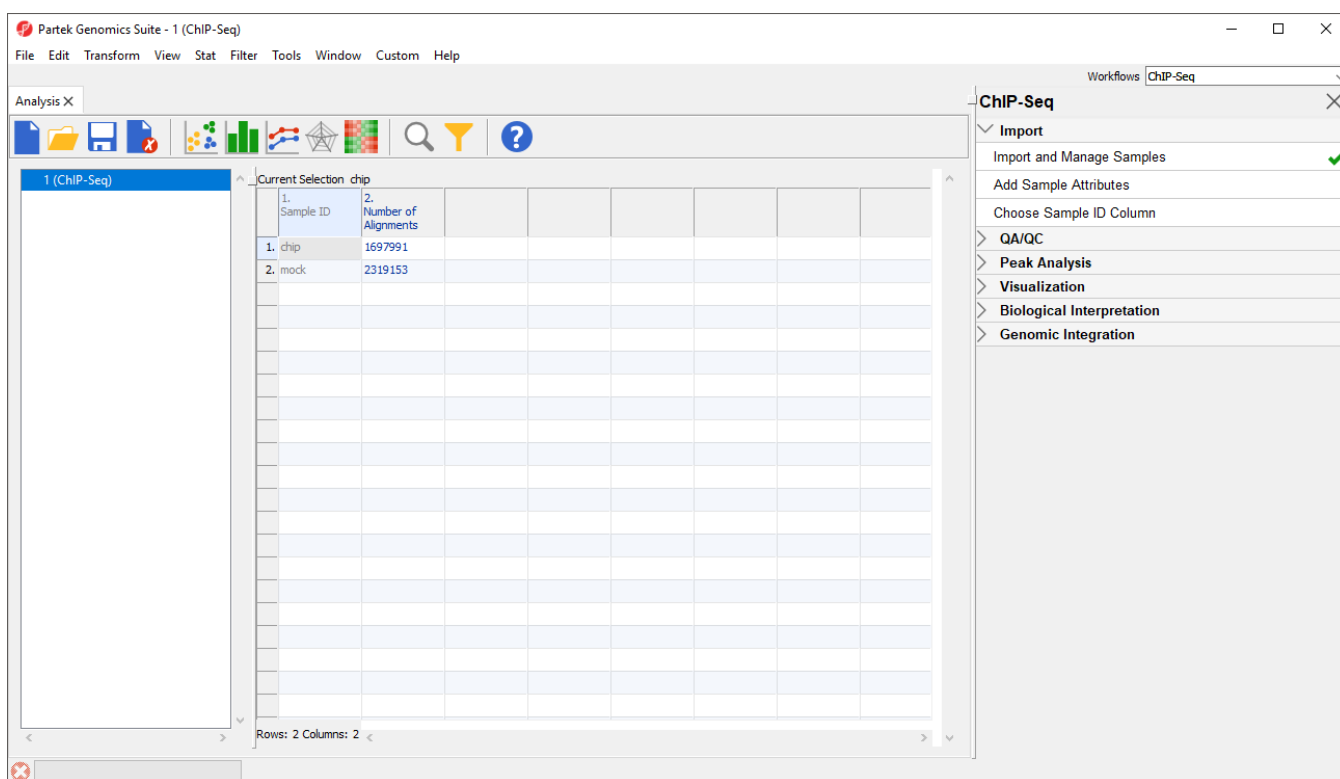 Partek Genomics Suite - 1 (ChIP-Seq)
File Edit Transform View Stat Filter Tools Window Custom Help
Workflows ChIP-Seq
Analysis
ChIP-Seq
Import
Import and Manage Samples
Add Sample Attributes
Choose Sample ID Column
QA/QC
Peak Analysis
Visualization
Biological Interpretation
Genomic Integration
1 (ChIP-Seq)
Current Selection chip
1. Sample ID
2. Number of Alignments
1. chip 1697991
2. mock 2319153
Rows: 2 Columns: 2